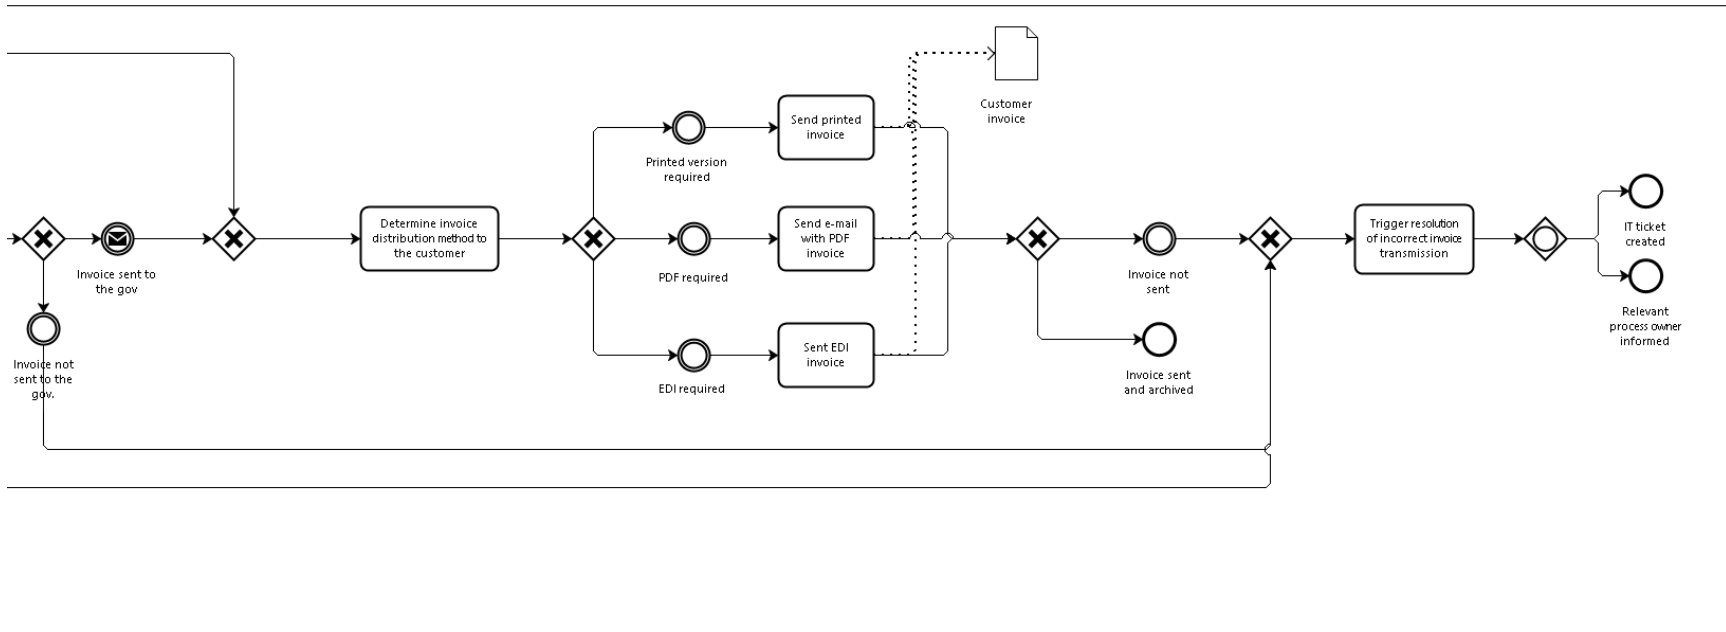 Customer
invoice
Send printed
invoice
Printed version
required
Determine invoice
distribution method to
the customer
Send e-mail
with PDF
invoice
Trigger resolution
of incorrect invoice
transmission
IT ticket
created
Invoice sent to
the gov
PDF required
Invoice not
sent
Relevant
process owner
informed
Invoice not
sent to the
gov.
Sent EDI
invoice
EDI required
Invoice sent
and archived